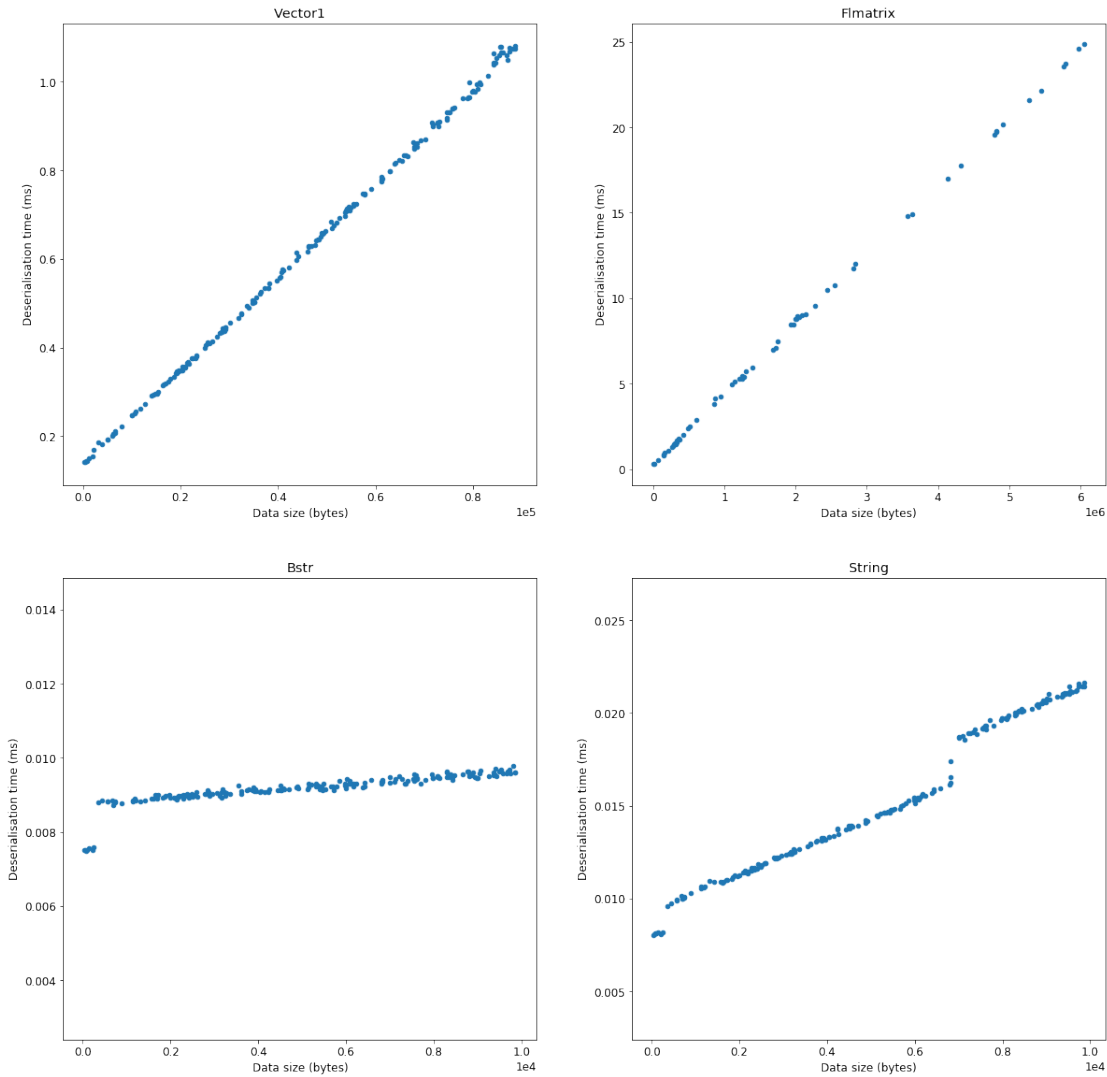 Vector1
1.0
0.8
0.6
0.4
0.2
Deserialisation time (ms)
0.0 0.2 0.4 0.6 0.8
Data size (bytes)
1e5
Flmatrix
25
20
15
10
5
0
Deserialisation time (ms)
0 1 2 3 4 5 6
Data size (bytes)
1e6
Bstr
0.014
0.012
0.010
0.008
0.006
0.004
Deserialisation time (ms)
0.0 0.2 0.4 0.6 0.8 1.0
Data size (bytes)
1e4
String
0.025
0.020
0.015
0.010
0.005
Deserialisation time (ms)
0.0 0.2 0.4 0.6 0.8 1.0
Data size (bytes)
1e4